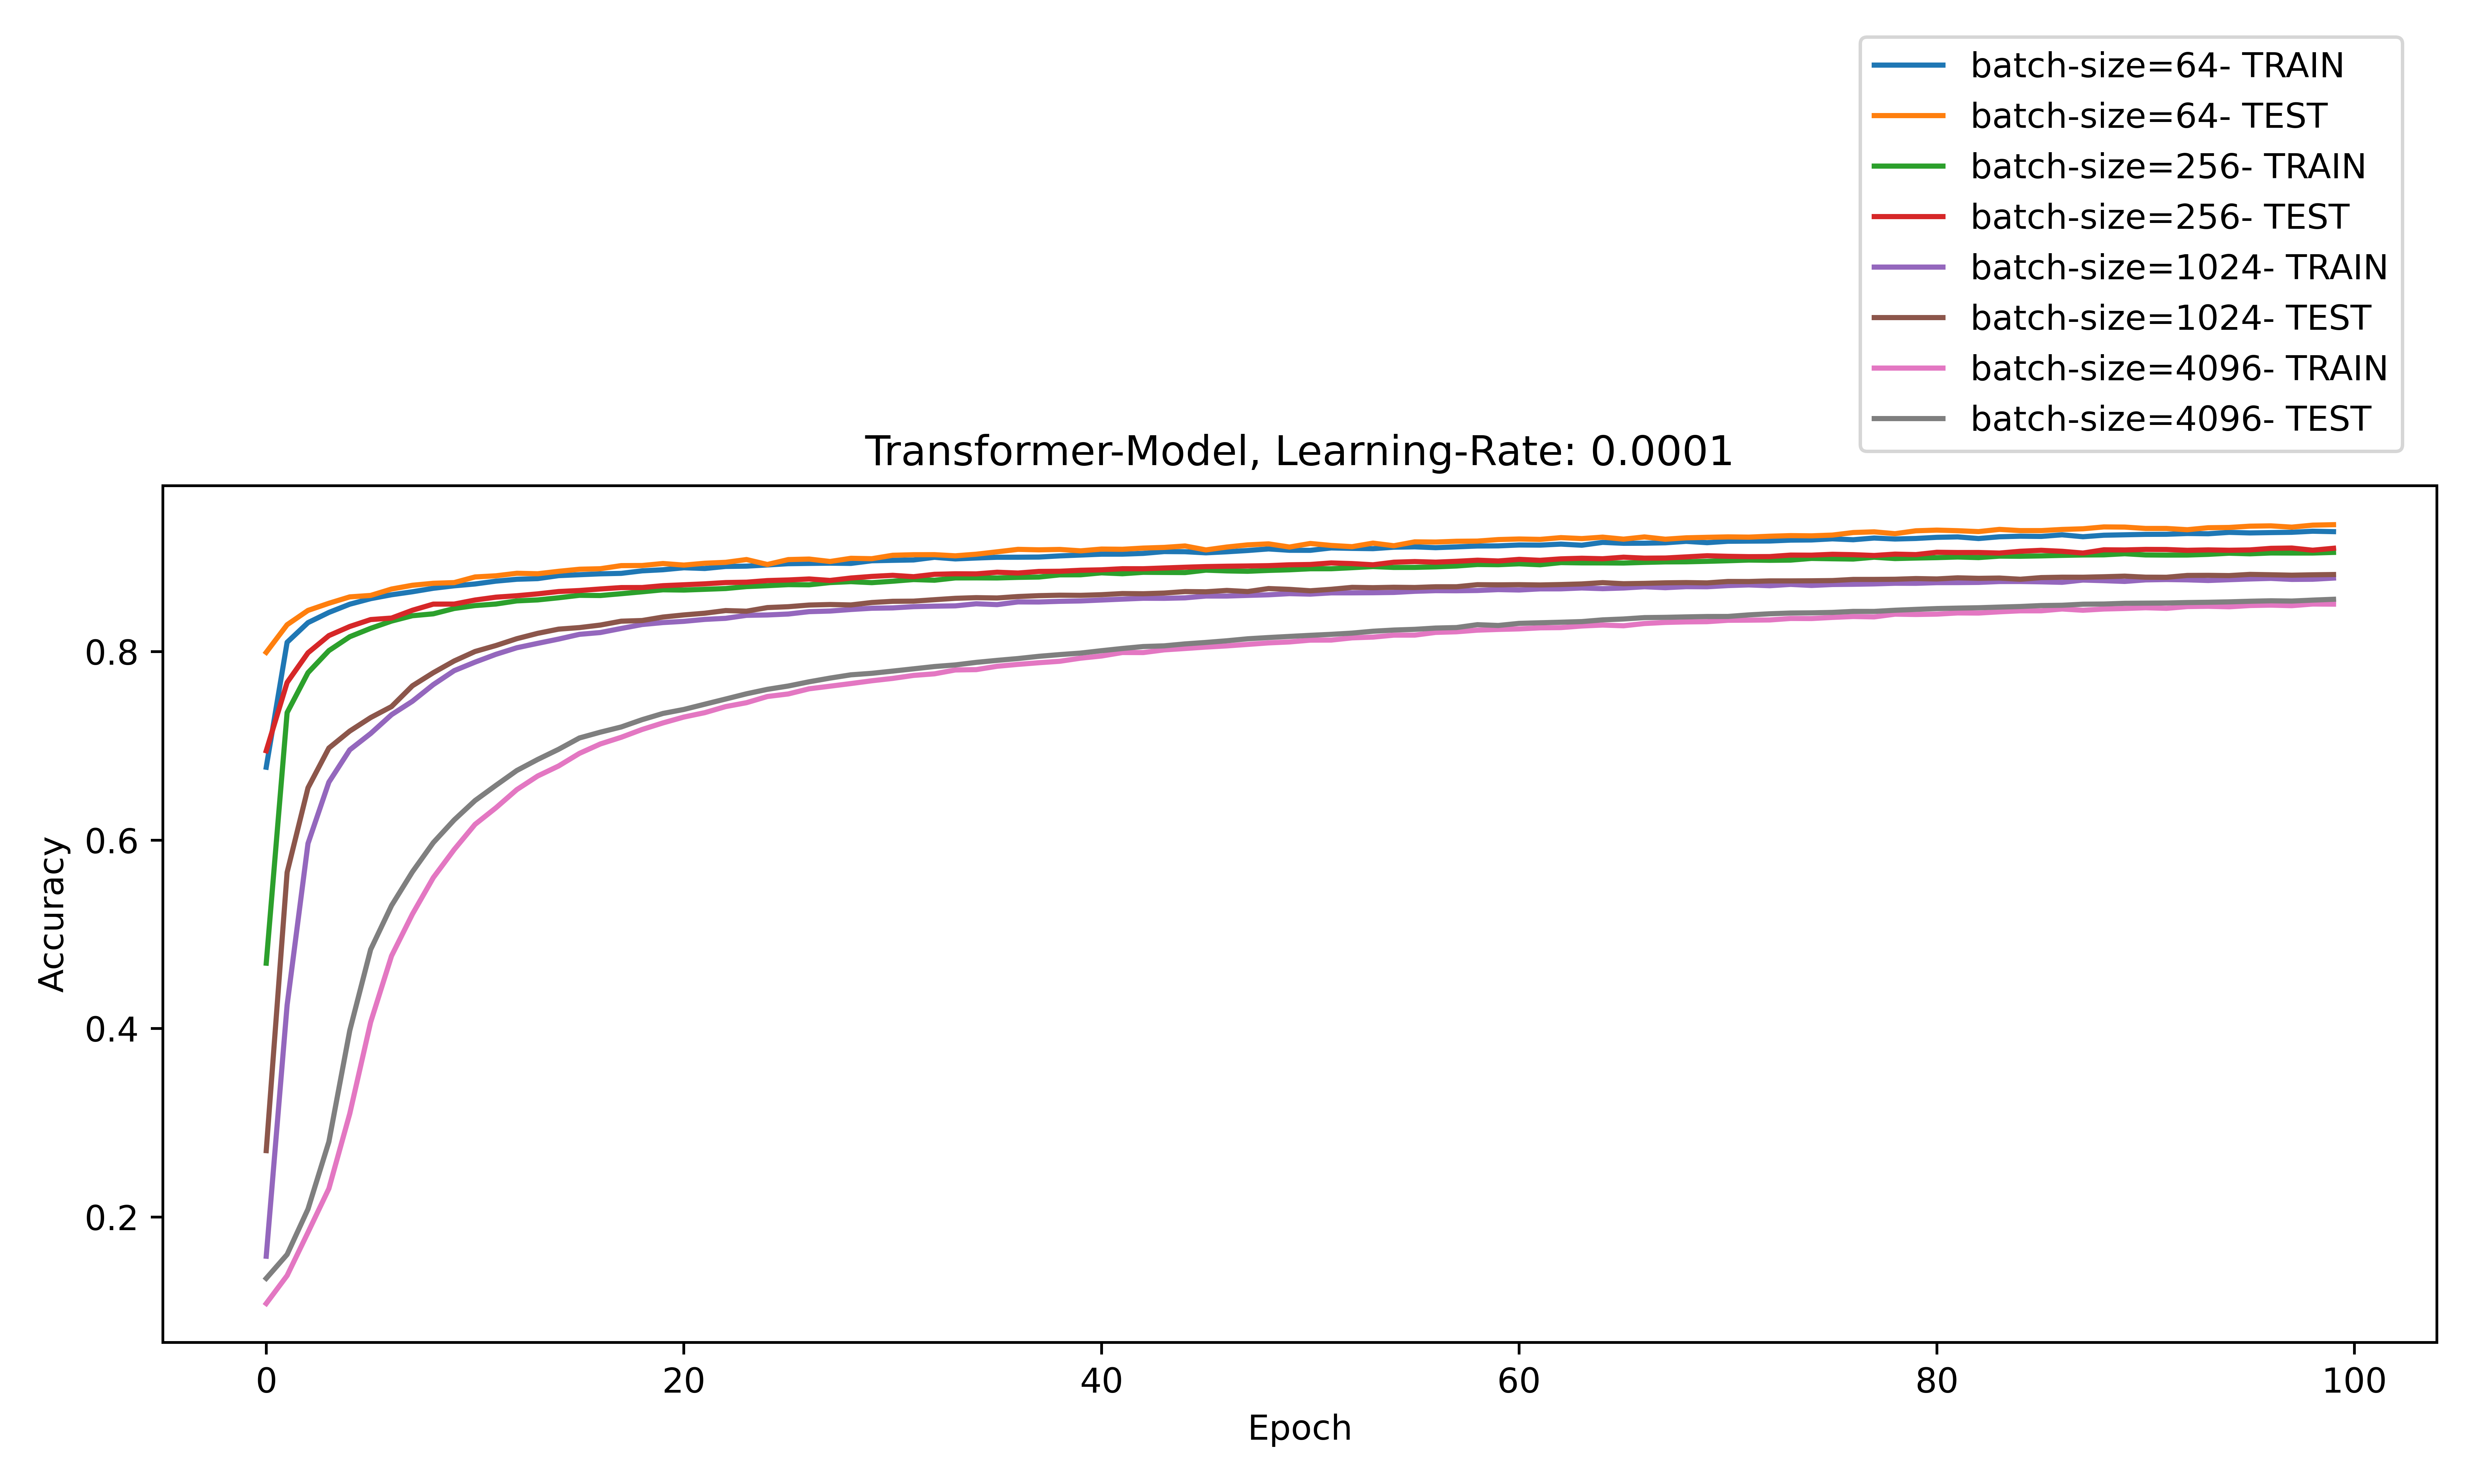 batch-size=64- TRAIN
batch-size=64- TEST
batch-size=256- TRAIN
batch-size=256- TEST
batch-size=1024- TRAIN
batch-size=1024- TEST
batch-size=4096- TRAIN
batch-size=4096- TEST
Transformer-Model, Learning-Rate: 0.0001
0.8
0.6
0.4
0.2
Accuracy
0 20 40 60 80 100
Epoch